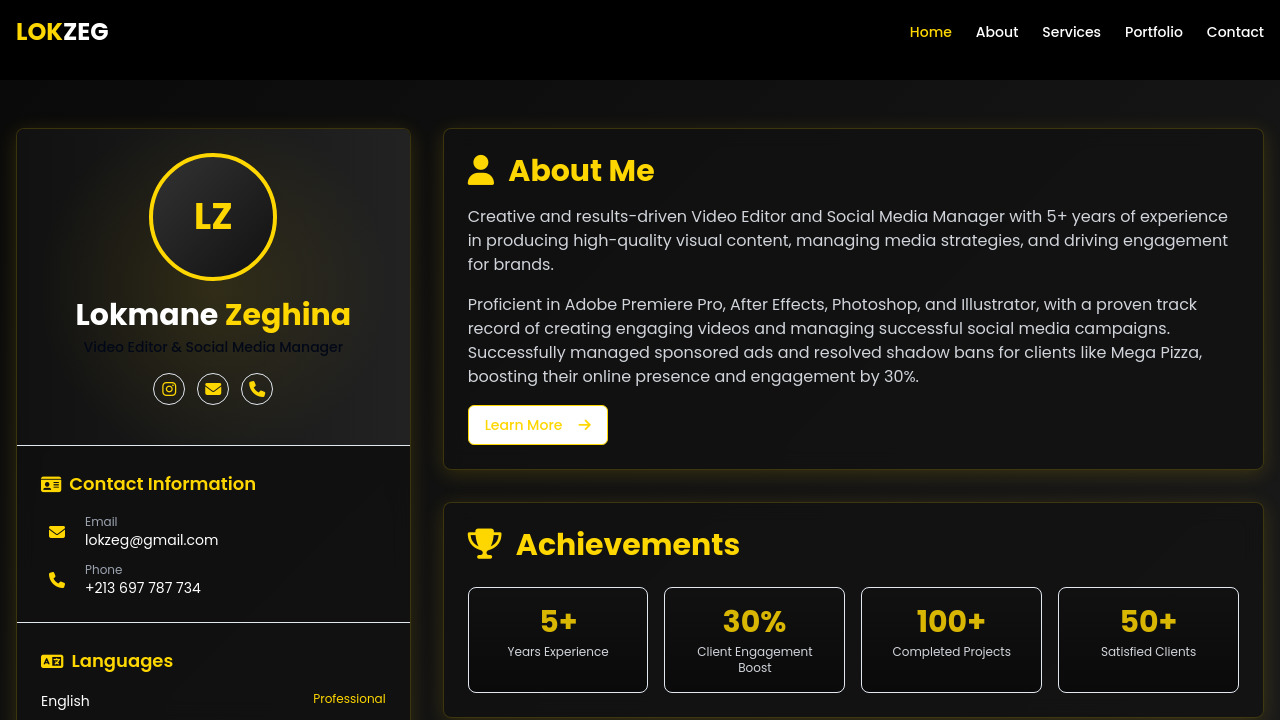 LOKZEG
Home About Services Portfolio Contact
LZ
Lokmane Zeghina
Video Editor & Social Media Manager
Contact Information
Email
lokzeg@gmail.com
Phone
+213 697 787 734
Languages
English Professional
About Me
Creative and results-driven Video Editor and Social Media Manager with 5+ years of experience
in producing high-quality visual content, managing media strategies, and driving engagement
for brands.
Proficient in Adobe Premiere Pro, After Effects, Photoshop, and Illustrator, with a proven track
record of creating engaging videos and managing successful social media campaigns.
Successfully managed sponsored ads and resolved shadow bans for clients like Mega Pizza,
boosting their online presence and engagement by 30%.
Learn More
Achievements
5+
Years Experience
30%
Client Engagement
Boost
100+
Completed Projects
50+
Satisfied Clients